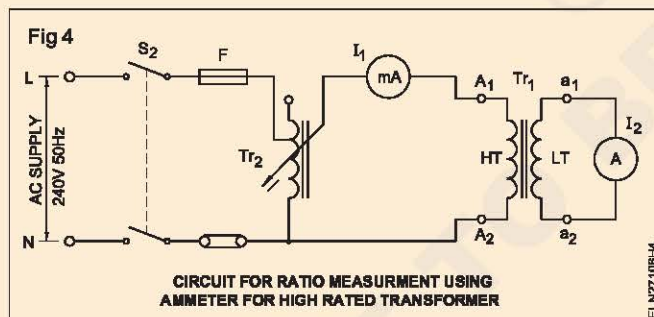 Fig 4
S2
F
I1
mA
A1
Tr1
a1
I2
L
AC SUPPLY
240V 50Hz
Tr2
HT
LT
A
N
A2
a2
CIRCUIT FOR RATIO MEASURMENT USING
AMMETER FOR HIGH RATED TRANSFORMER